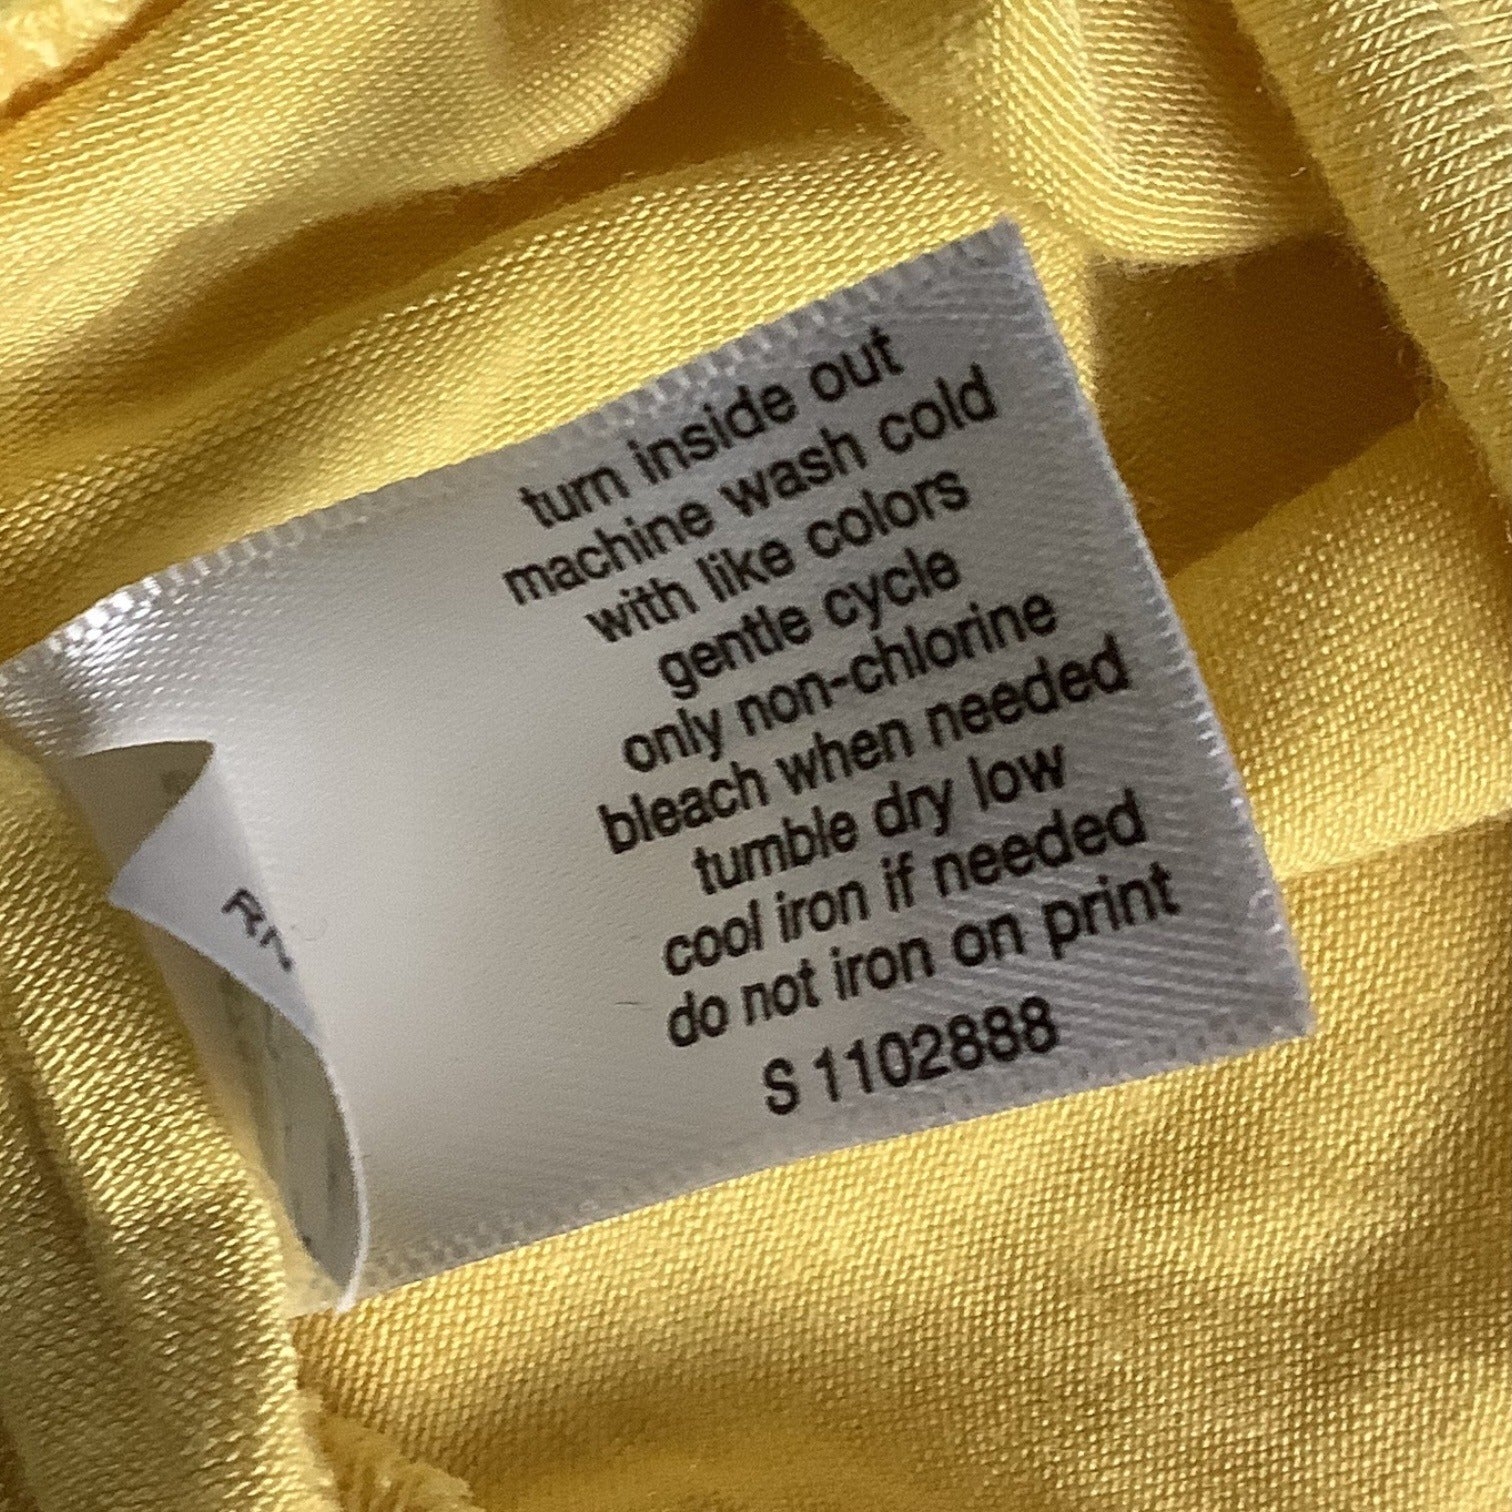 turn inside out
machine wash cold
with like colors
gentle cycle
only non-chlorine
bleach when needed
tumble dry low
cool iron if needed
do not iron on print
S 1102888